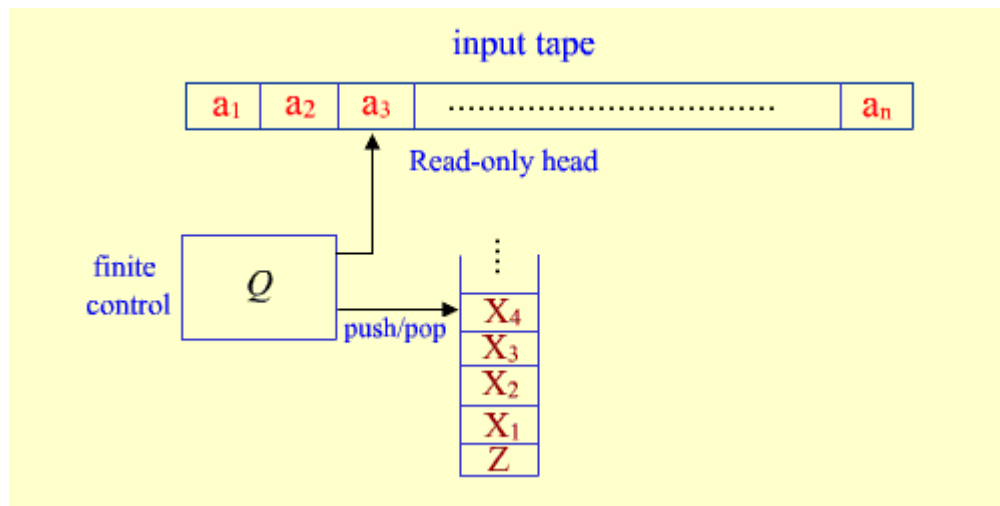 input tape
a₁ a₂ a₃ .................................. aₙ
Read-only head
finite
control
Q
push/pop
X₄
X₃
X₂
X₁
Z